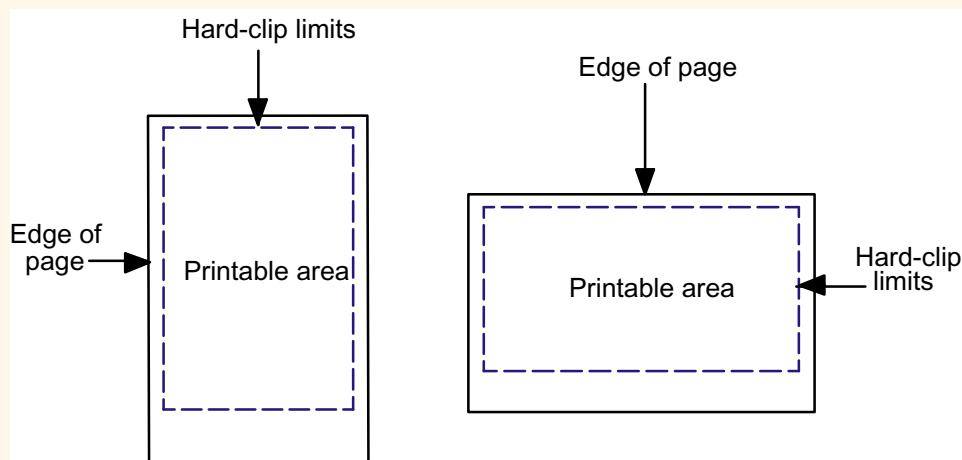 Hard-clip limits
Edge of page
Edge of
page
Printable area
Hard-clip
limits
Printable area